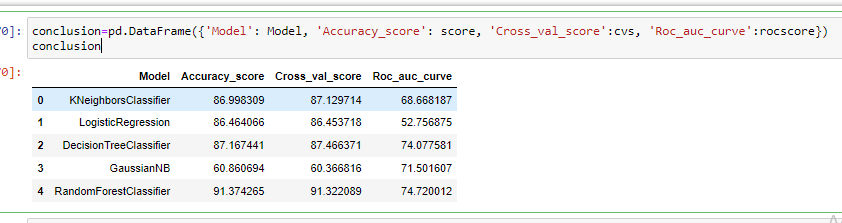 0]: conclusion=pd.DataFrame({'Model': Model, 'Accuracy_score': score, 'Cross_val_score':cvs, 'Roc_auc_curve':rocscore})
conclusion
0]:
Model Accuracy_score Cross_val_score Roc_auc_curve
0 KNeighborsClassifier 86.998309 87.129714 68.668187
1 LogisticRegression 86.464066 86.453718 52.756875
2 DecisionTreeClassifier 87.167441 87.466371 74.077581
3 GaussianNB 60.860694 60.366816 71.501607
4 RandomForestClassifier 91.374265 91.322089 74.720012